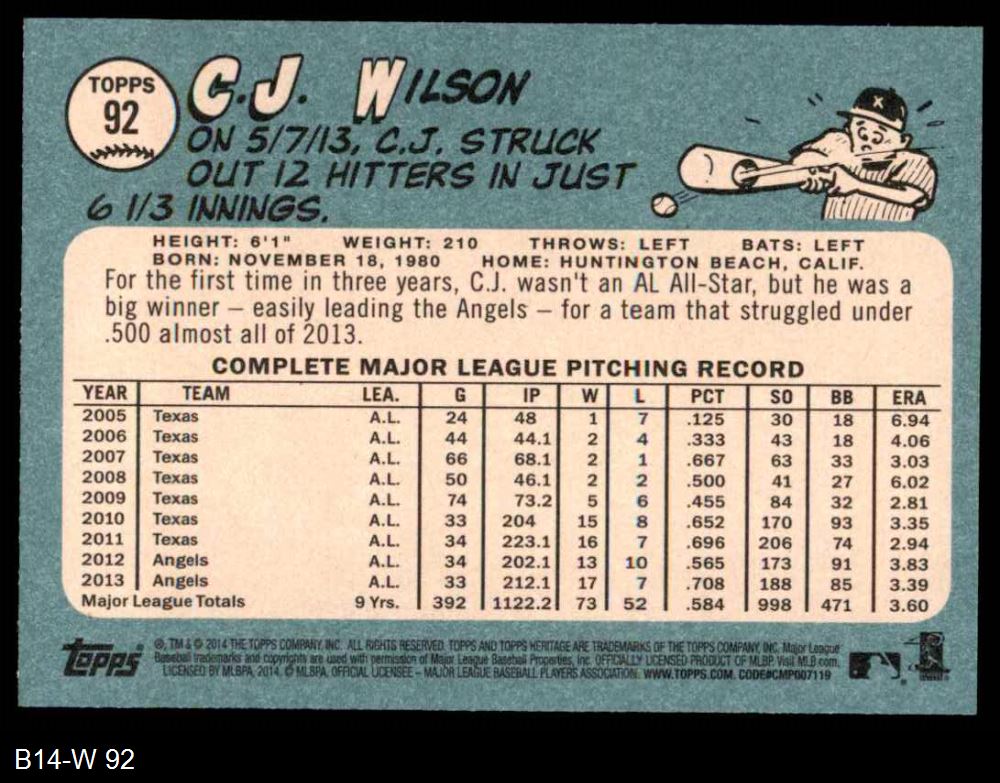 TOPPS
92
C.J. WILSON
ON 5/7/13, C.J. STRUCK
OUT 12 HITTERS IN JUST
6 1/3 INNINGS.
X
HEIGHT: 6'1" WEIGHT: 210 THROWS: LEFT BATS: LEFT
BORN: NOVEMBER 18, 1980 HOME: HUNTINGTON BEACH, CALIF.
For the first time in three years, C.J. wasn't an AL All-Star, but he was a
big winner – easily leading the Angels – for a team that struggled under
.500 almost all of 2013.
COMPLETE MAJOR LEAGUE PITCHING RECORD
YEAR TEAM LEA. G IP W L PCT SO BB ERA
2005 Texas A.L. 24 48 1 7 .125 30 18 6.94
2006 Texas A.L. 44 44.1 2 4 .333 43 18 4.06
2007 Texas A.L. 66 68.1 2 1 .667 63 33 3.03
2008 Texas A.L. 50 46.1 2 2 .500 41 27 6.02
2009 Texas A.L. 74 73.2 5 6 .455 84 32 2.81
2010 Texas A.L. 33 204 15 8 .652 170 93 3.35
2011 Texas A.L. 34 223.1 16 7 .696 206 74 2.94
2012 Angels A.L. 34 202.1 13 10 .565 173 91 3.83
2013 Angels A.L. 33 212.1 17 7 .708 188 85 3.39
Major League Totals 9 Yrs. 392 1122.2 73 52 .584 998 471 3.60
Topps
®, TM & © 2014 THE TOPPS COMPANY, INC. ALL RIGHTS RESERVED. TOPPS AND TOPPS HERITAGE ARE TRADEMARKS OF THE TOPPS COMPANY, INC. Major League
Baseball trademarks and copyrights are used with permission of Major League Baseball Properties, Inc. OFFICIALLY LICENSED PRODUCT OF MLBP Visit MLB.com.
LICENSED BY MLBPA, 2014. © MLBPA. OFFICIAL LICENSEE – MAJOR LEAGUE BASEBALL PLAYERS ASSOCIATION. WWW.TOPPS.COM. CODE#CMP007119
B14-W 92